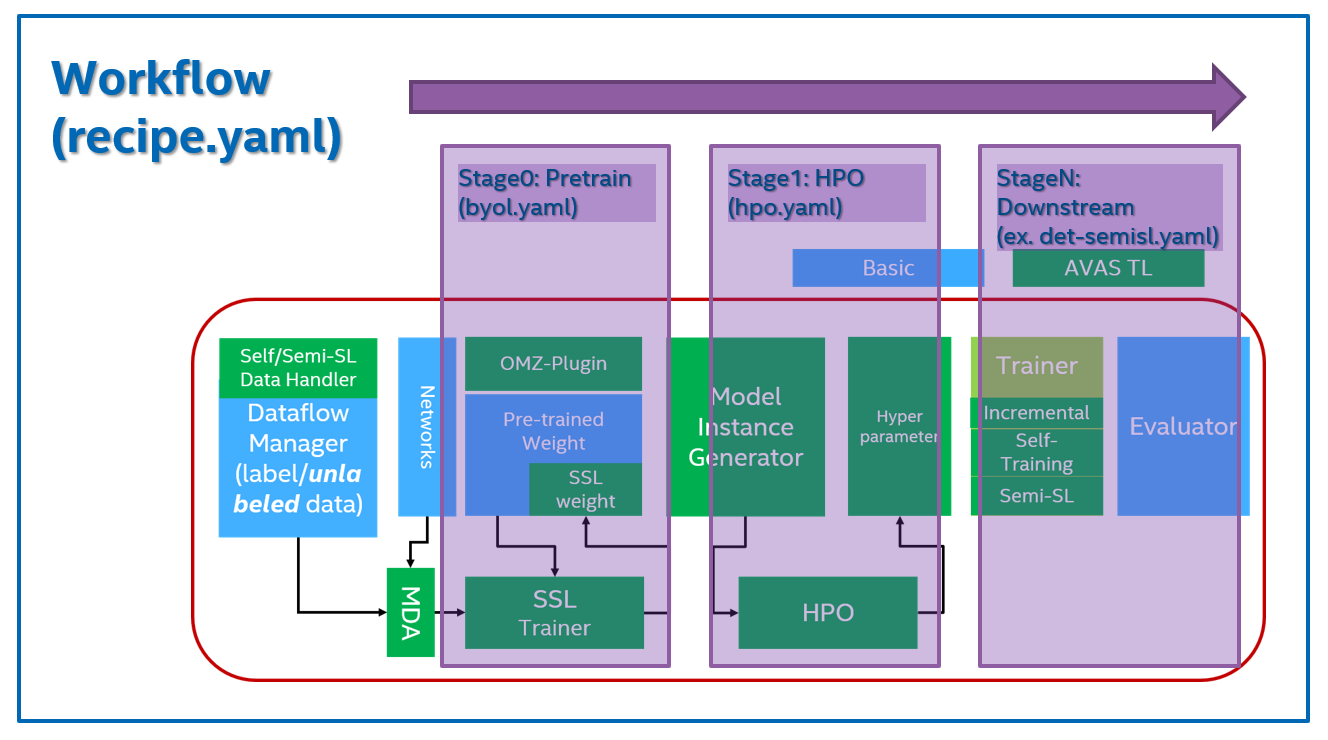 Workflow
(recipe.yaml)
Stage0: Pretrain
(byol.yaml)
Stage1: HPO
(hpo.yaml)
StageN:
Downstream
(ex. det-semisl.yaml)
Basic
AVAS TL
Self/Semi-SL
Data Handler
Dataflow
Manager
(label/unla
beled data)
Networks
OMZ-Plugin
Pre-trained
Weight
SSL
weight
Model
Instance
Generator
Hyper
parameter
Trainer
Incremental
Self-
Training
Semi-SL
Evaluator
MDA
SSL
Trainer
HPO